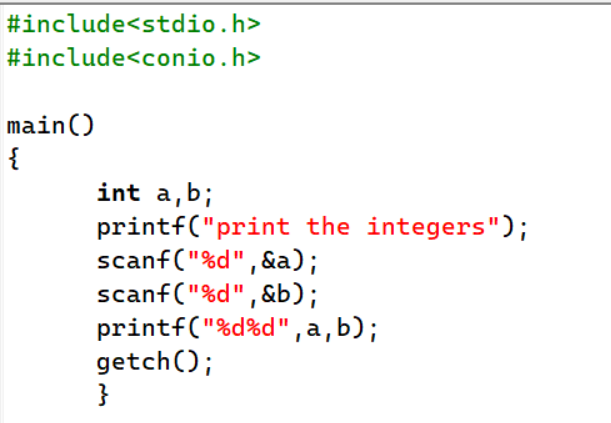 #include<stdio.h>
#include<conio.h>
main()
{
int a,b;
printf("print the integers");
scanf("%d",&a);
scanf("%d",&b);
printf("%d%d",a,b);
getch();
}